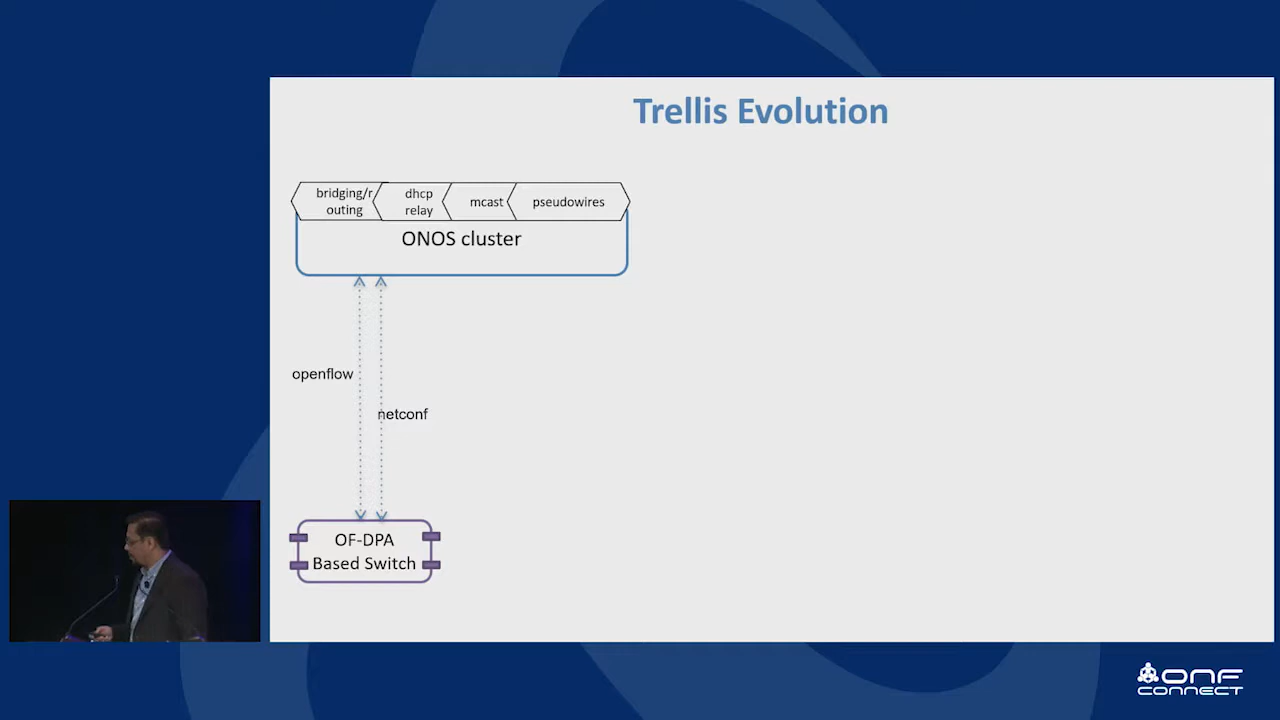 Trellis Evolution
bridging/r
outing
dhcp
relay
mcast
pseudowires
ONOS cluster
openflow
netconf
OF-DPA
Based Switch
ONF
CONNECT